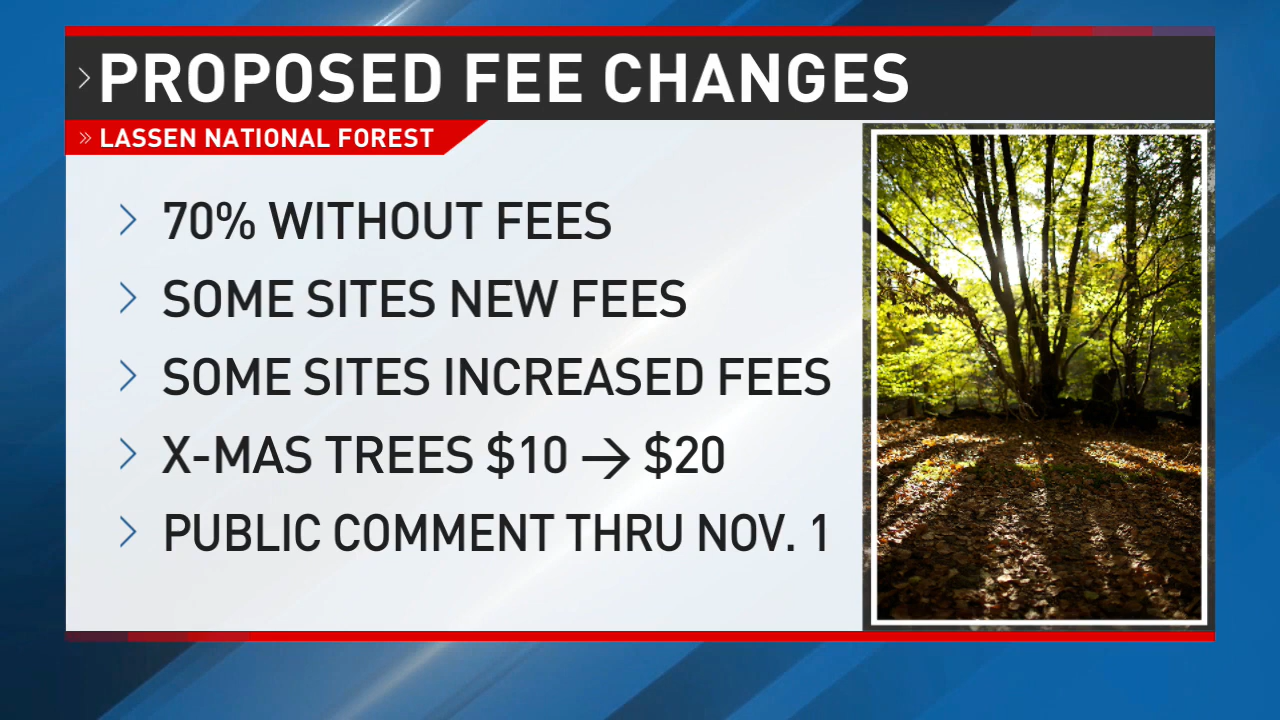 PROPOSED FEE CHANGES
LASSEN NATIONAL FOREST
70% WITHOUT FEES
SOME SITES NEW FEES
SOME SITES INCREASED FEES
X-MAS TREES $10 → $20
PUBLIC COMMENT THRU NOV. 1